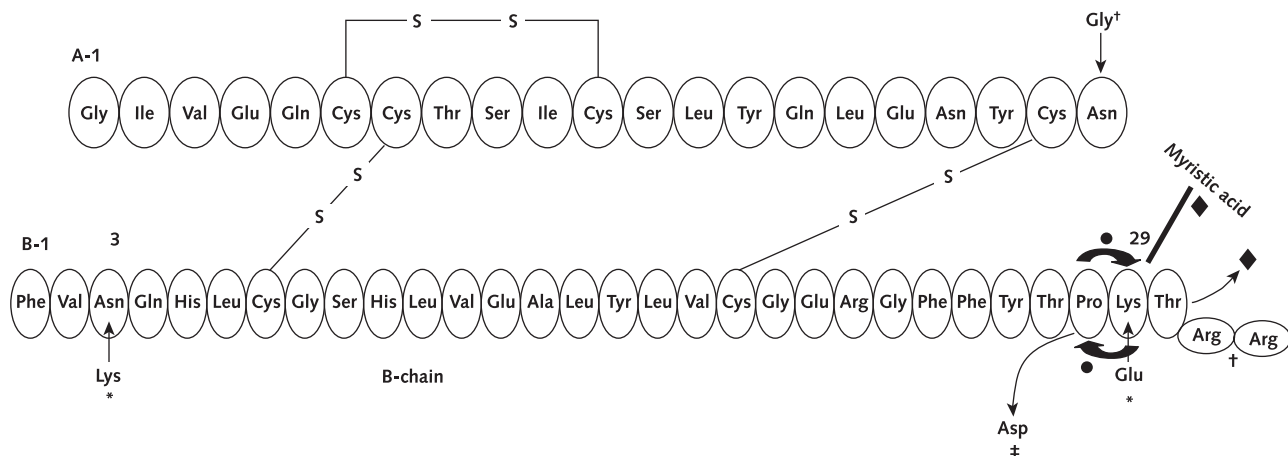 S S
Gly†
A-1
Gly Ile Val Glu Gln Cys Cys Thr Ser Ile Cys Ser Leu Tyr Gln Leu Glu Asn Tyr Cys Asn
S S
S S
Myristic acid
B-1 3 29
Phe Val Asn Gln His Leu Cys Gly Ser His Leu Val Glu Ala Leu Tyr Leu Val Cys Gly Glu Arg Gly Phe Phe Tyr Thr Pro Lys Thr
Arg Arg
†
Lys B-chain Glu
* *
Asp
‡